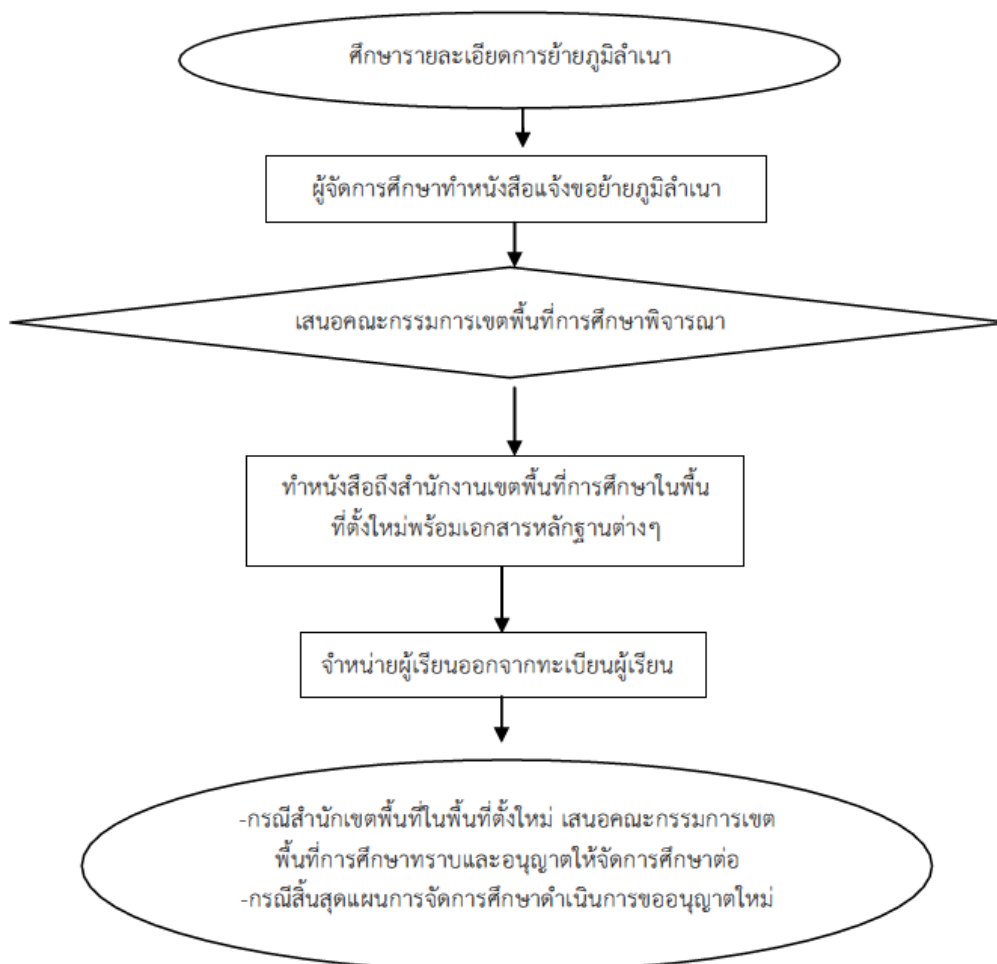 ศึกษารายละเอียดการย้ายภูมิลำเนา
ผู้จัดการศึกษาทำหนังสือแจ้งขอย้ายภูมิลำเนา
เสนอคณะกรรมการเขตพื้นที่การศึกษาพิจารณา
ทำหนังสือถึงสำนักงานเขตพื้นที่การศึกษาในพื้น
ที่ตั้งใหม่พร้อมเอกสารหลักฐานต่างๆ
จำหน่ายผู้เรียนออกจากทะเบียนผู้เรียน
-กรณีสำนักเขตพื้นที่ในพื้นที่ตั้งใหม่ เสนอคณะกรรมการเขต
พื้นที่การศึกษาทราบและอนุญาตให้จัดการศึกษาต่อ
-กรณีสิ้นสุดแผนการจัดการศึกษาดำเนินการขออนุญาตใหม่